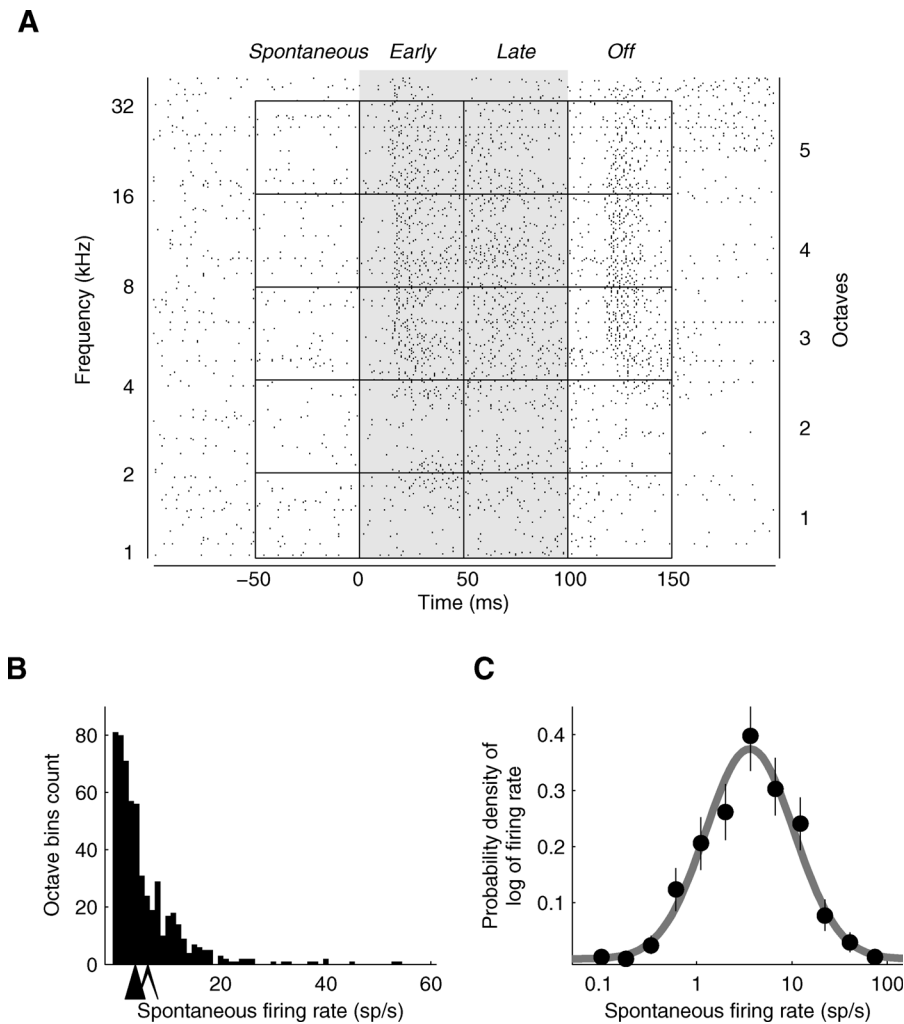 A
Spontaneous Early Late Off
32
16
8
4
2
1
Frequency (kHz)
5
4
3
2
1
Octaves
−50 0 50 100 150
Time (ms)
B
80
60
40
20
0
Octave bins count
20 40 60
Spontaneous firing rate (sp/s)
C
0.4
0.3
0.2
0.1
Probability density of
log of firing rate
0.1 1 10 100
Spontaneous firing rate (sp/s)